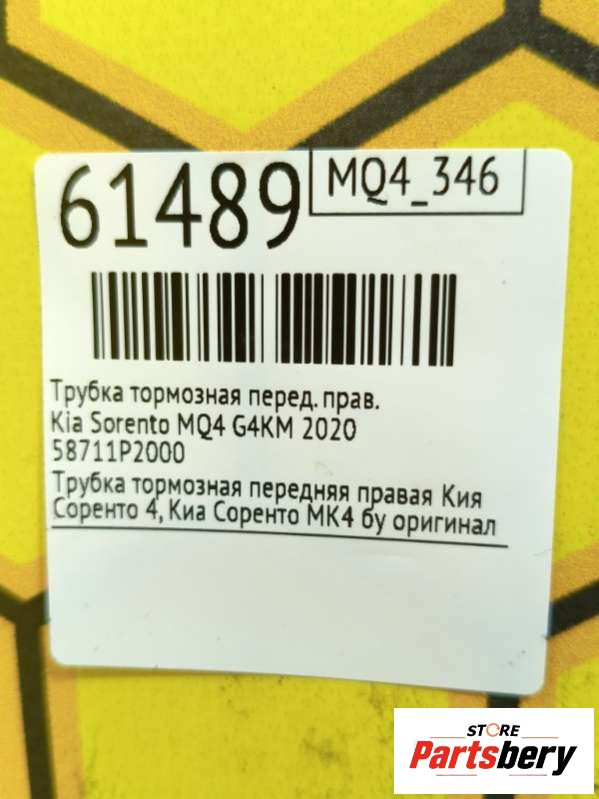 61489
MQ4_346
Трубка тормозная перед. прав.
Kia Sorento MQ4 G4KM 2020
58711P2000
Трубка тормозная передняя правая Кия
Соренто 4, Киа Соренто МК4 бу оригинал
STORE
Partsbery